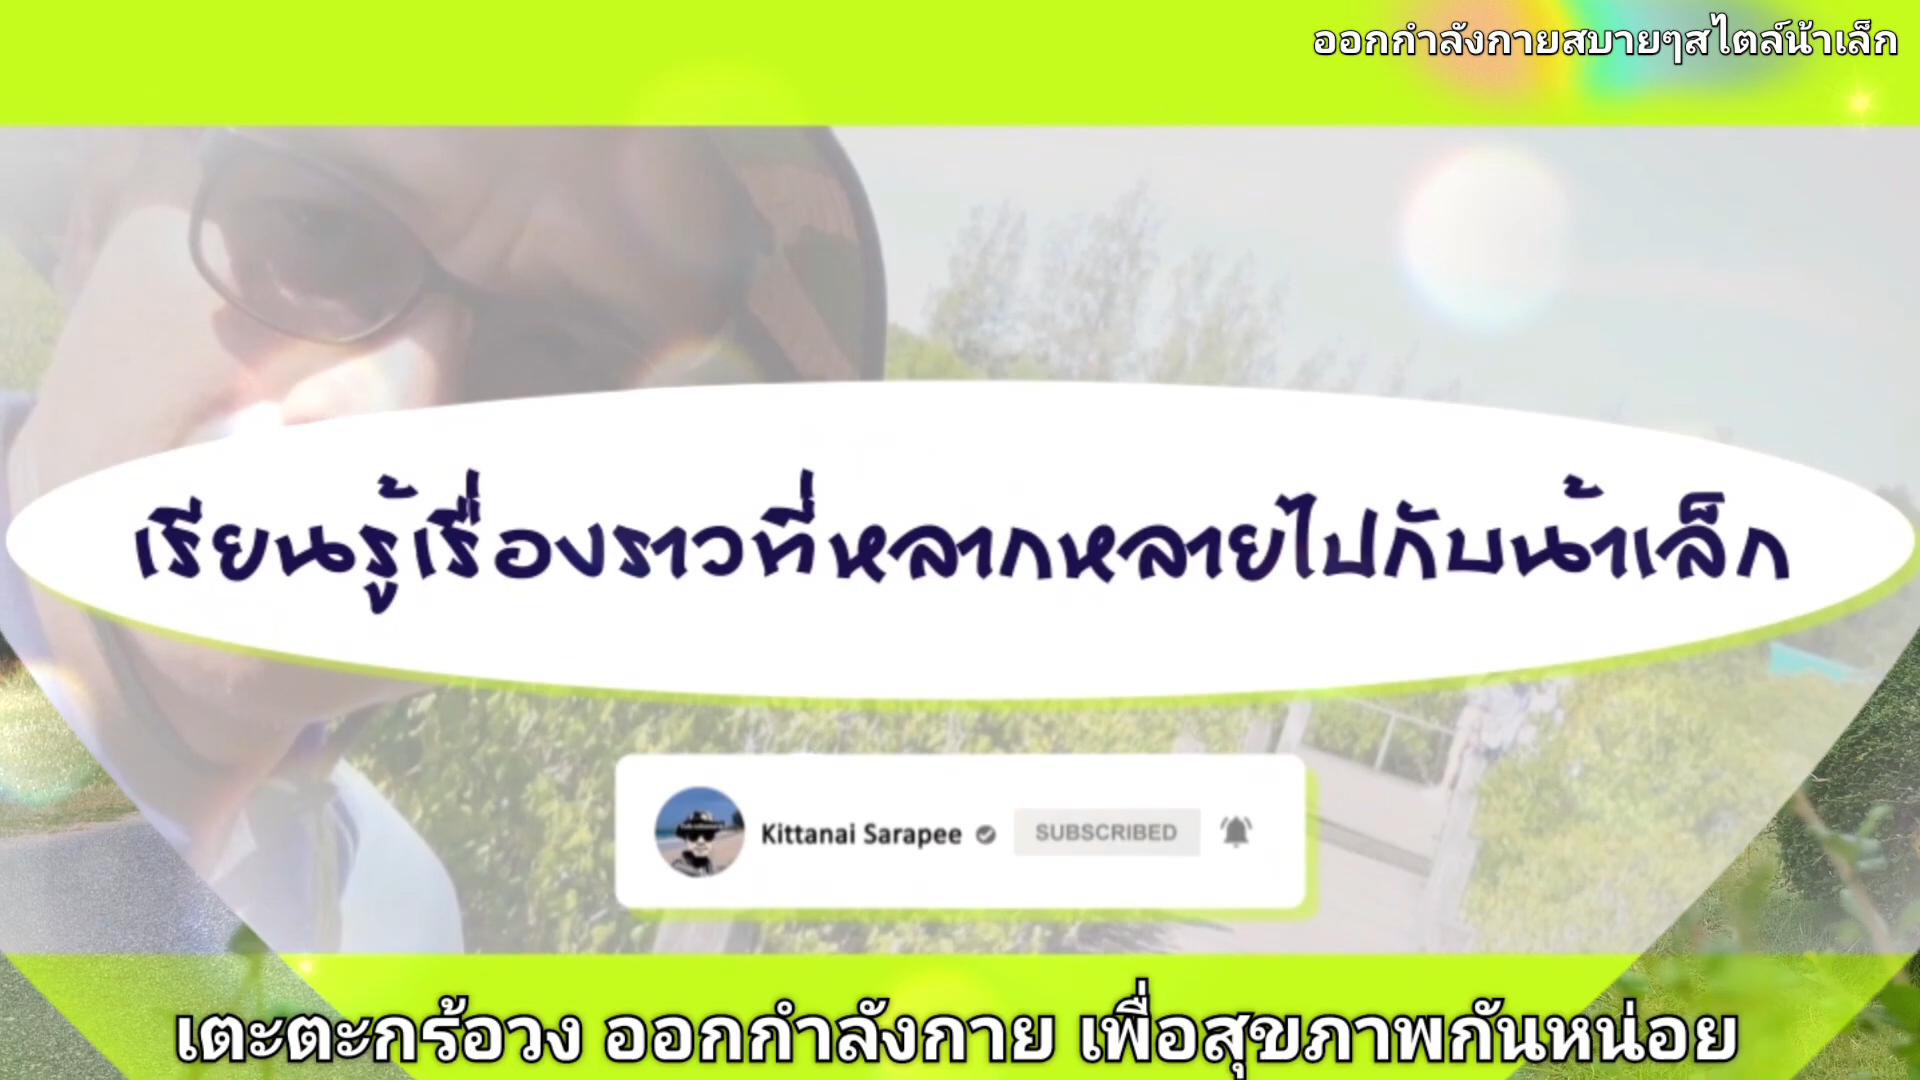 ออกกำลังกายสบายๆสไตล์น้าเล็ก
เรียนรู้เรื่องราวที่หลากหลายไปกับน้าเล็ก
Kittanai Sarapee SUBSCRIBED
เตะตะกร้อวง ออกกำลังกาย เพื่อสุขภาพกันหน่อย